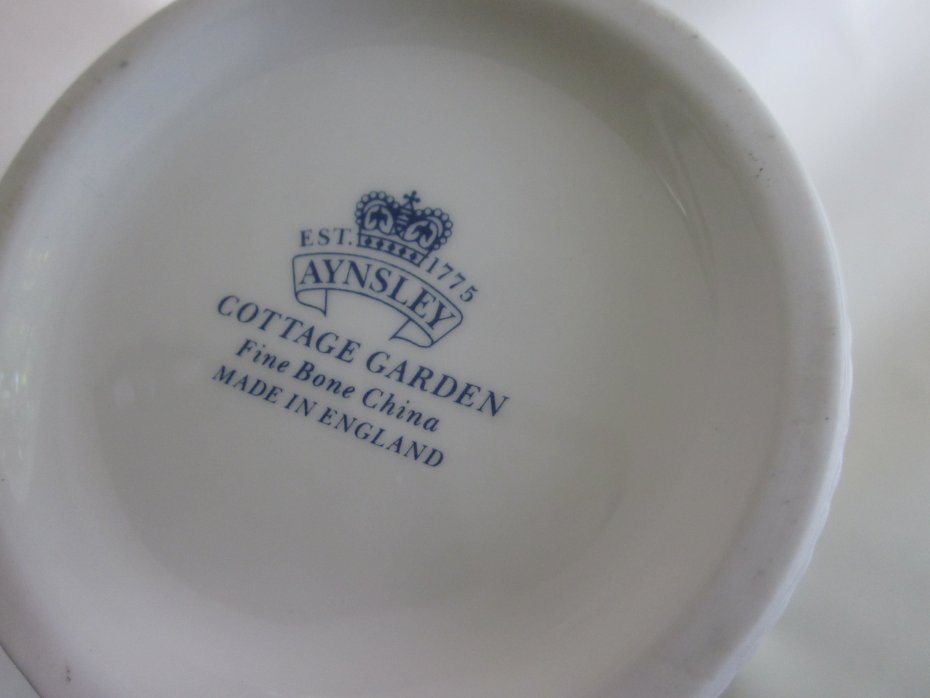 EST. 1775
AYNSLEY
COTTAGE GARDEN
Fine Bone China
MADE IN ENGLAND